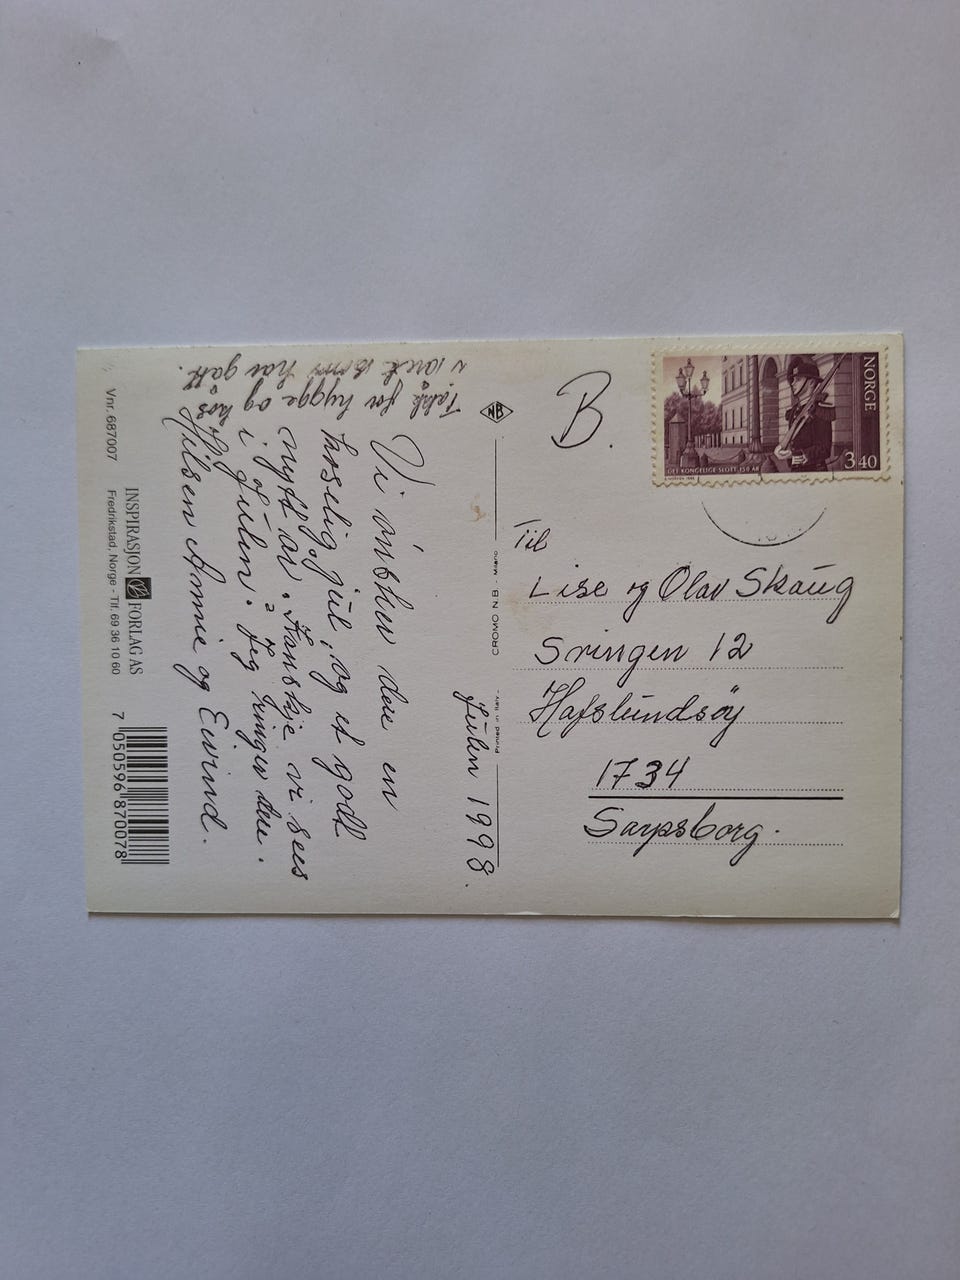 Julen 1998.
Vi ønsker dere en
koselig jul, og et godt
nytt år. Kanskje vi sees
i julen? Jeg ringer dere.
Hilsen Annie og Eivind.
Takk for hygge og kos
i året som har gått.
B.
NORGE
3 40
DET KONGELIGE SLOTT 150 ÅR
Til
Lise og Olav Skaug
Svingen 12
Hafslundsøy
1734
Sarpsborg.
NB
CROMO N.B. - Milano
Printed in Italy
Vnr. 687007
INSPIRASJON FORLAG AS
Fredrikstad, Norge - Tlf. 69 36 10 60
7 050596 870078